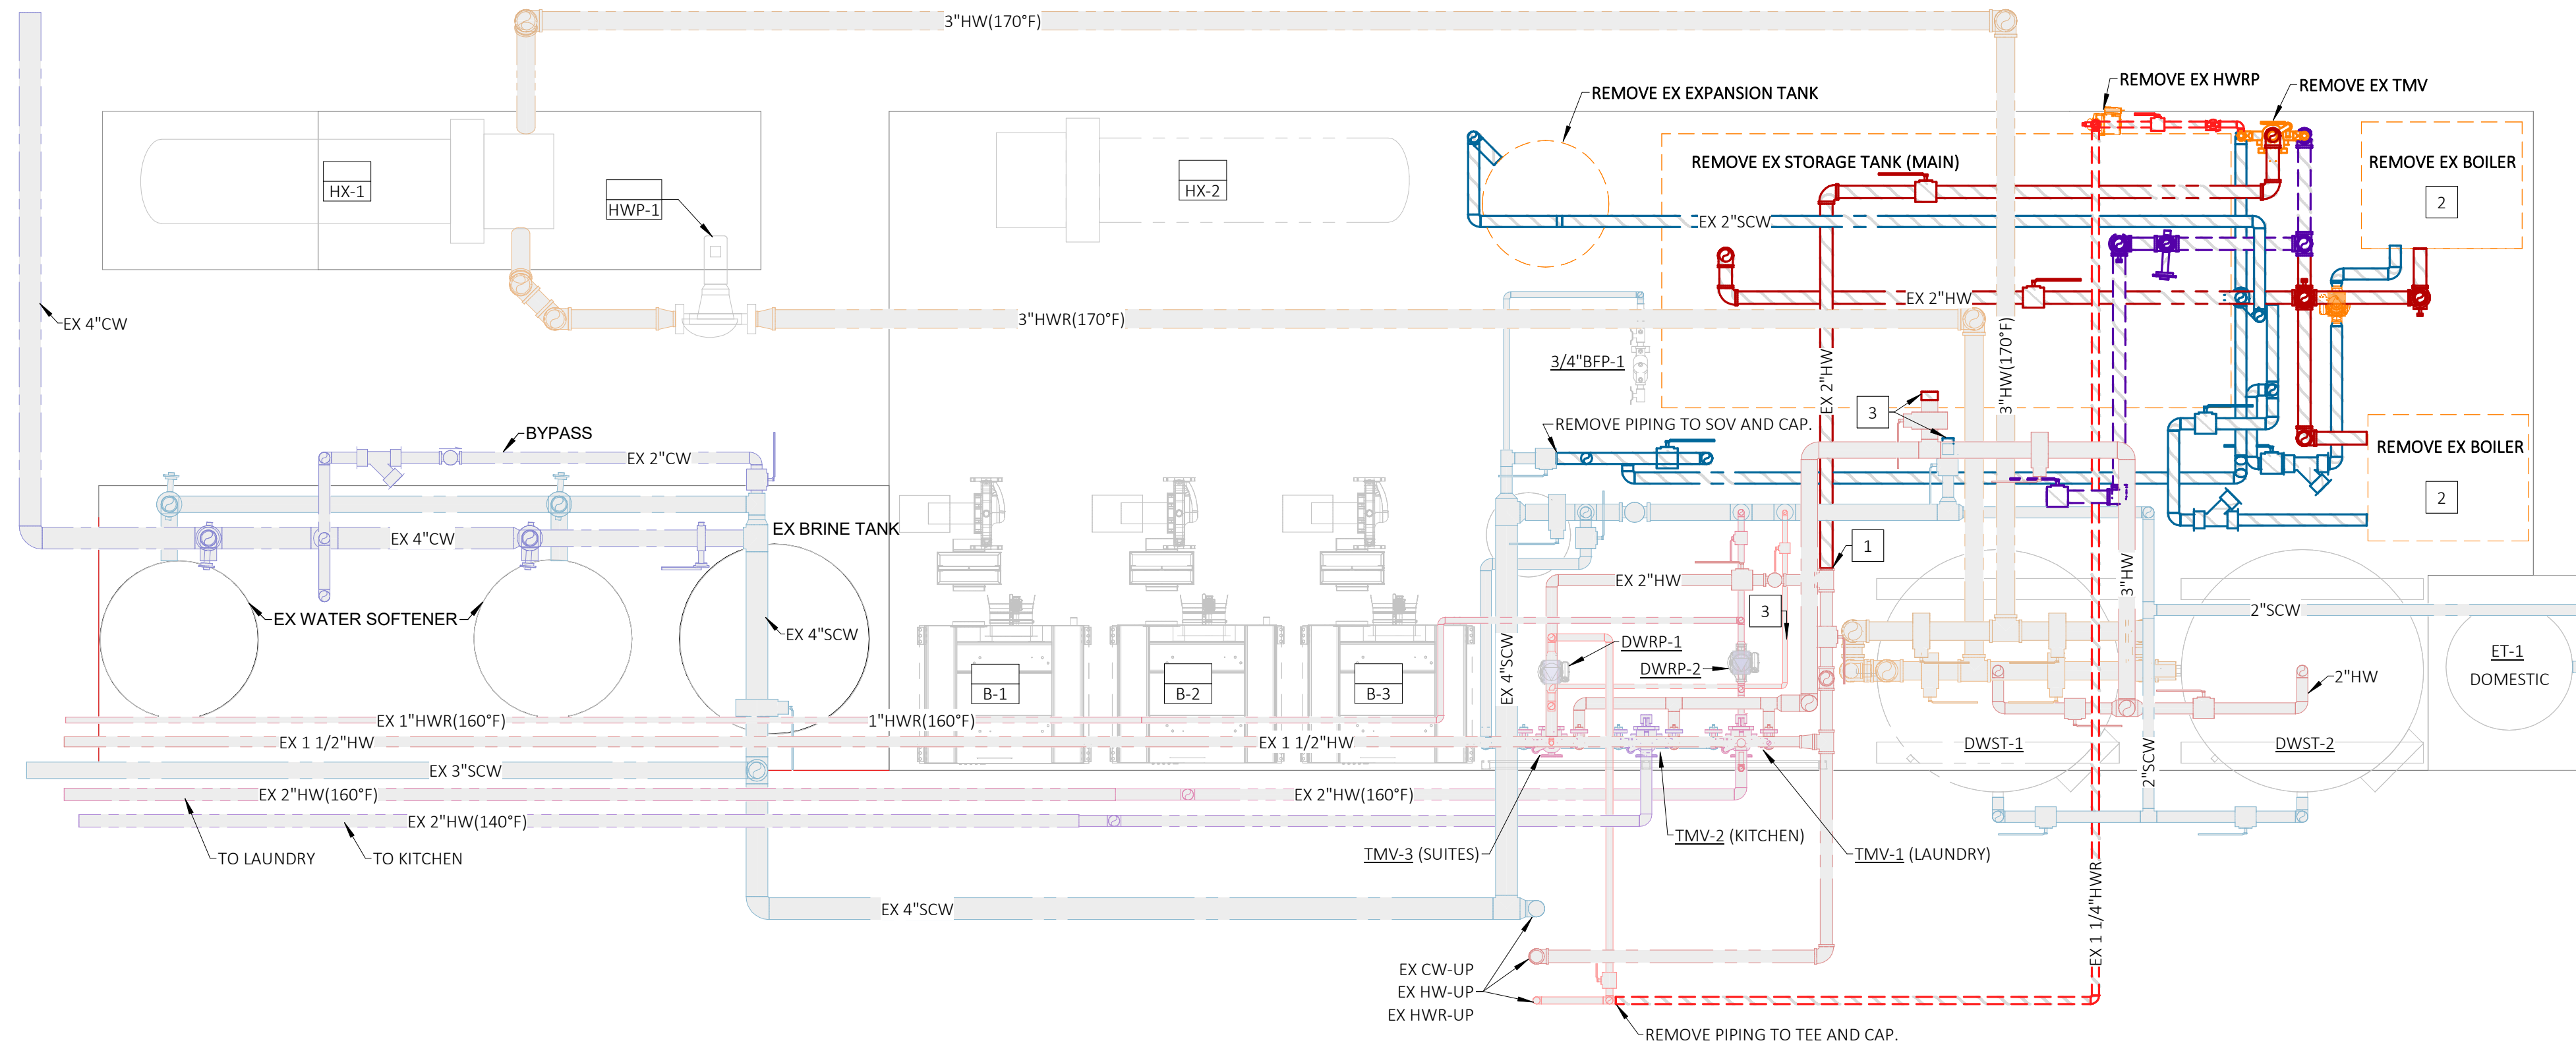 3"HW(170°F)
REMOVE EX HWRP
REMOVE EX TMV
REMOVE EX EXPANSION TANK
REMOVE EX STORAGE TANK (MAIN)
REMOVE EX BOILER
2
HX-1
HWP-1
HX-2
EX 2"SCW
EX 4"CW
3"HWR(170°F)
EX 2"HW
3/4"BFP-1
EX 2"HW
3"HW(170°F)
3
REMOVE PIPING TO SOV AND CAP.
BYPASS
EX 2"CW
REMOVE EX BOILER
2
EX 4"CW
EX BRINE TANK
1
EX 2"HW
3"HW
3
2"SCW
EX WATER SOFTENER
EX 4"SCW
EX 4"SCW
DWRP-1
DWRP-2
ET-1
DOMESTIC
B-1
B-2
B-3
2"HW
EX 1"HWR(160°F)
1"HWR(160°F)
EX 1 1/2"HW
EX 1 1/2"HW
DWST-1
DWST-2
EX 3"SCW
2"SCW
EX 2"HW(160°F)
EX 2"HW(160°F)
EX 2"HW(140°F)
TO LAUNDRY
TO KITCHEN
TMV-3 (SUITES)
TMV-2 (KITCHEN)
TMV-1 (LAUNDRY)
EX 4"SCW
EX 1 1/4"HWR
EX CW-UP
EX HW-UP
EX HWR-UP
REMOVE PIPING TO TEE AND CAP.